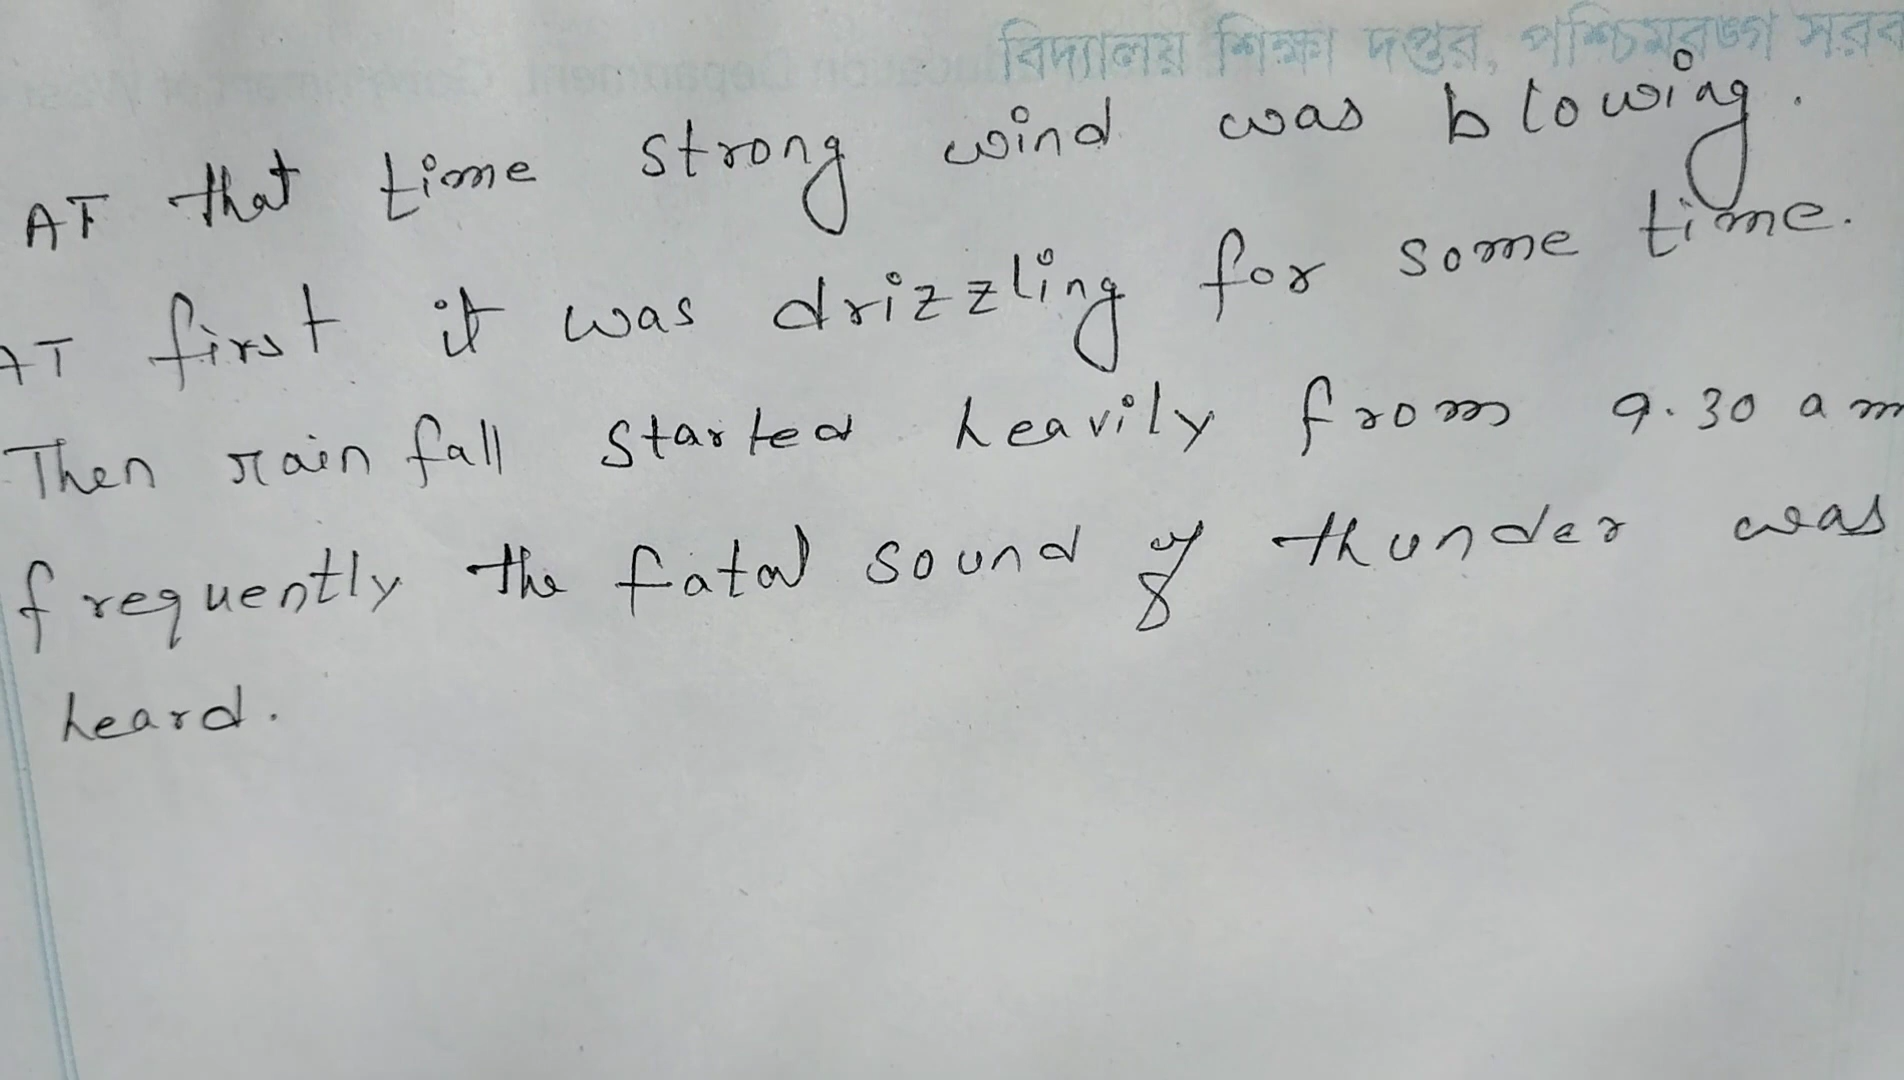 বিদ্যালয় শিক্ষা দপ্তর, পশ্চিমবঙ্গ সরক
AT that time strong wind was blowing.
AT first it was drizzling for some time.
Then rain fall started heavily from 9.30 am
frequently the fatal sound of thunder was
heard.